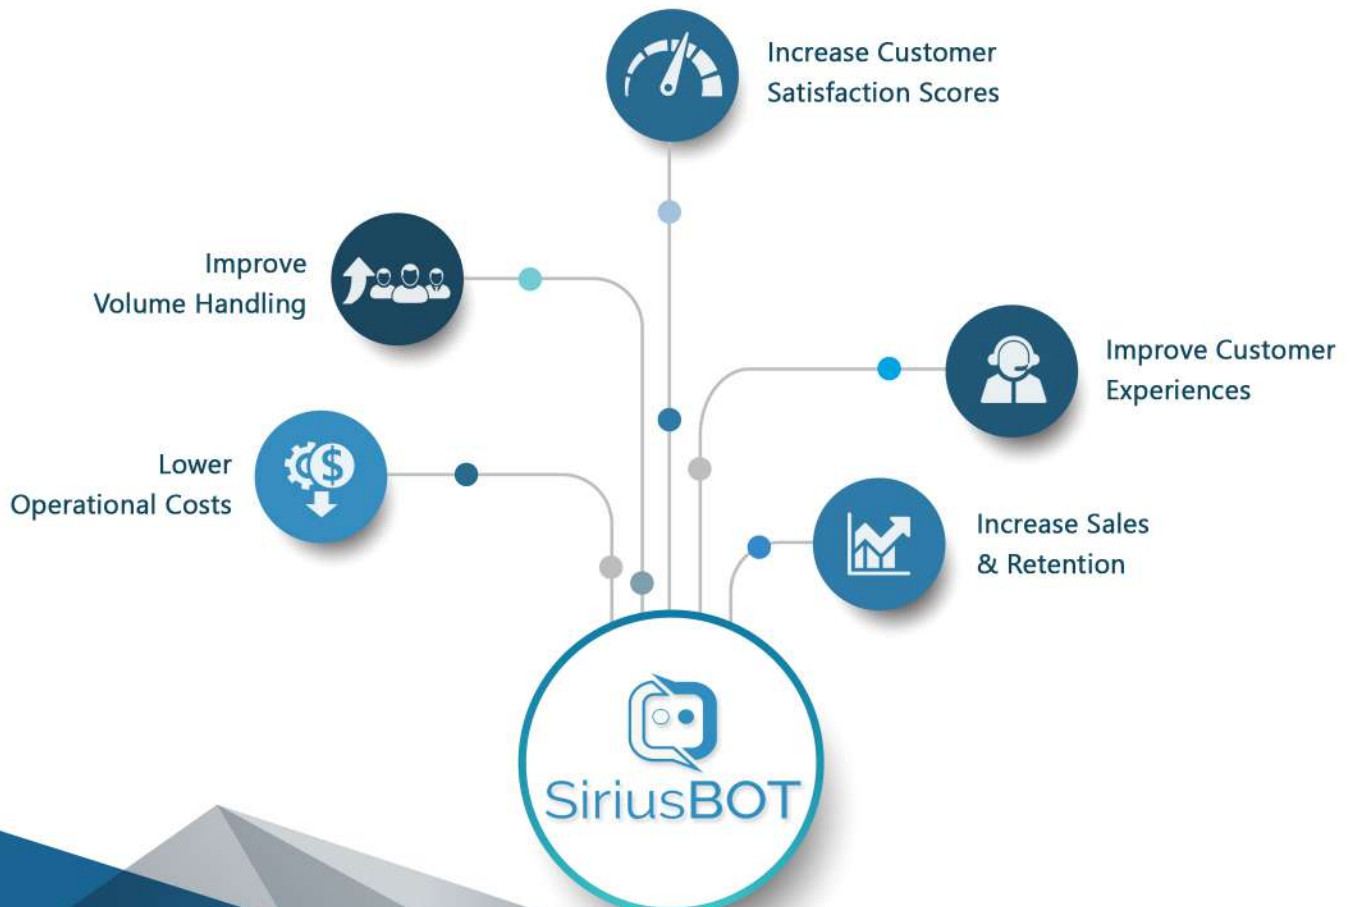 Increase Customer
Satisfaction Scores
Improve
Volume Handling
Improve Customer
Experiences
Lower
Operational Costs
Increase Sales
& Retention
SiriusBOT